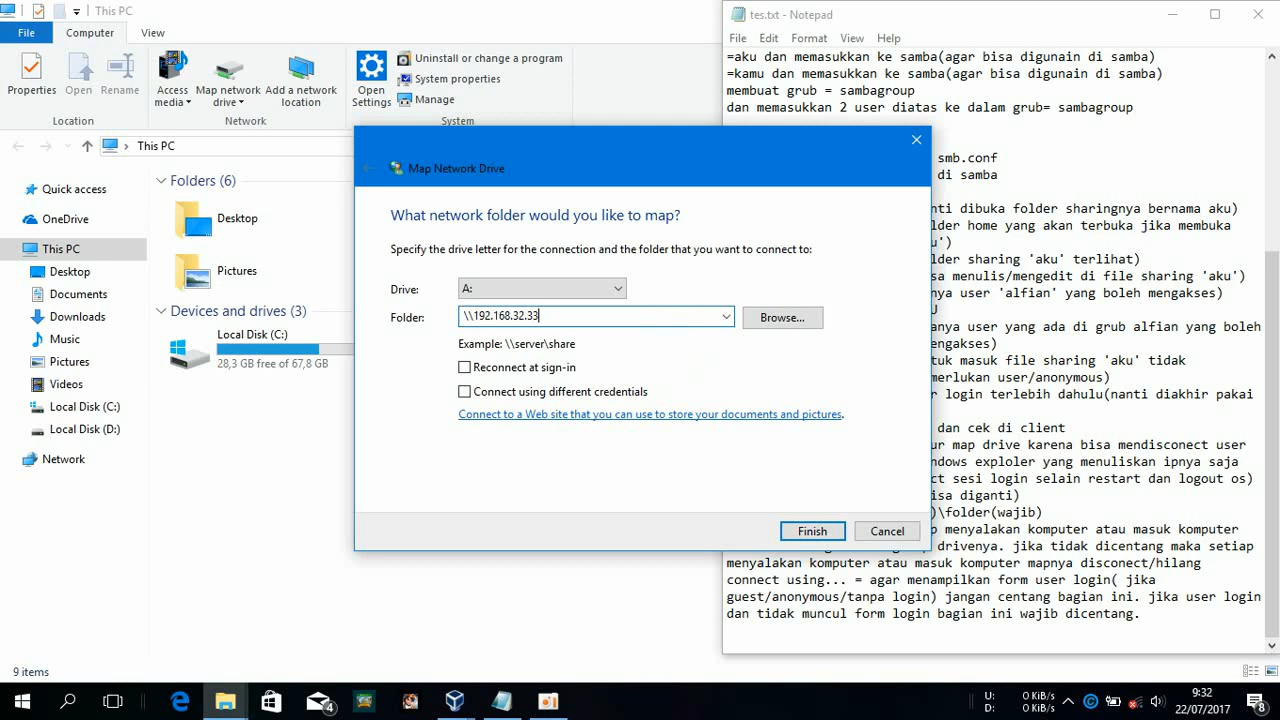 This PC
tes.txt - Notepad
File
Computer
View
File Edit Format View Help
Properties
Open
Rename
Location
Access media
Map network drive
Add a network location
Network
Open Settings
Uninstall or change a program
System properties
Manage
System
This PC
Quick access
OneDrive
This PC
Desktop
Documents
Downloads
Music
Pictures
Videos
Local Disk (C:)
Local Disk (D:)
Network
Folders (6)
Desktop
Pictures
Devices and drives (3)
Local Disk (C:)
28,3 GB free of 67,8 GB
Map Network Drive
What network folder would you like to map?
Specify the drive letter for the connection and the folder that you want to connect to:
Drive:
A:
Folder:
\\192.168.32.33
Browse...
Example: \\server\share
Reconnect at sign-in
Connect using different credentials
Connect to a Web site that you can use to store your documents and pictures.
Finish
Cancel
=aku dan memasukkan ke samba(agar bisa digunain di samba)
=kamu dan memasukkan ke samba(agar bisa digunain di samba)
membuat grub = sambagroup
dan memasukkan 2 user diatas ke dalam grub= sambagroup
smb.conf
di samba
nti dibuka folder sharingnya bernama aku)
lder home yang akan terbuka jika membuka
u')
lder sharing 'aku' terlihat)
sa menulis/mengedit di file sharing 'aku')
nya user 'alfian' yang boleh mengakses)
U
anya user yang ada di grub alfian yang boleh
engakses)
tuk masuk file sharing 'aku' tidak
merlukan user/anonymous)
r login terlebih dahulu(nanti diakhir pakai
dan cek di client
ur map drive karena bisa mendisconect user
ndows exploler yang menuliskan ipnya saja
ct sesi login selain restart dan logout os)
isa diganti)
)\folder(wajib)
p menyalakan komputer atau masuk komputer
drivenya. jika tidak dicentang maka setiap
menyalakan komputer atau masuk komputer mapnya disconect/hilang
connect using... = agar menampilkan form user login( jika
guest/anonymous/tanpa login) jangan centang bagian ini. jika user login
dan tidak muncul form login bagian ini wajib dicentang.
9 items
4
U: 0 KiB/s
D: 0 KiB/s
9:32
22/07/2017
8